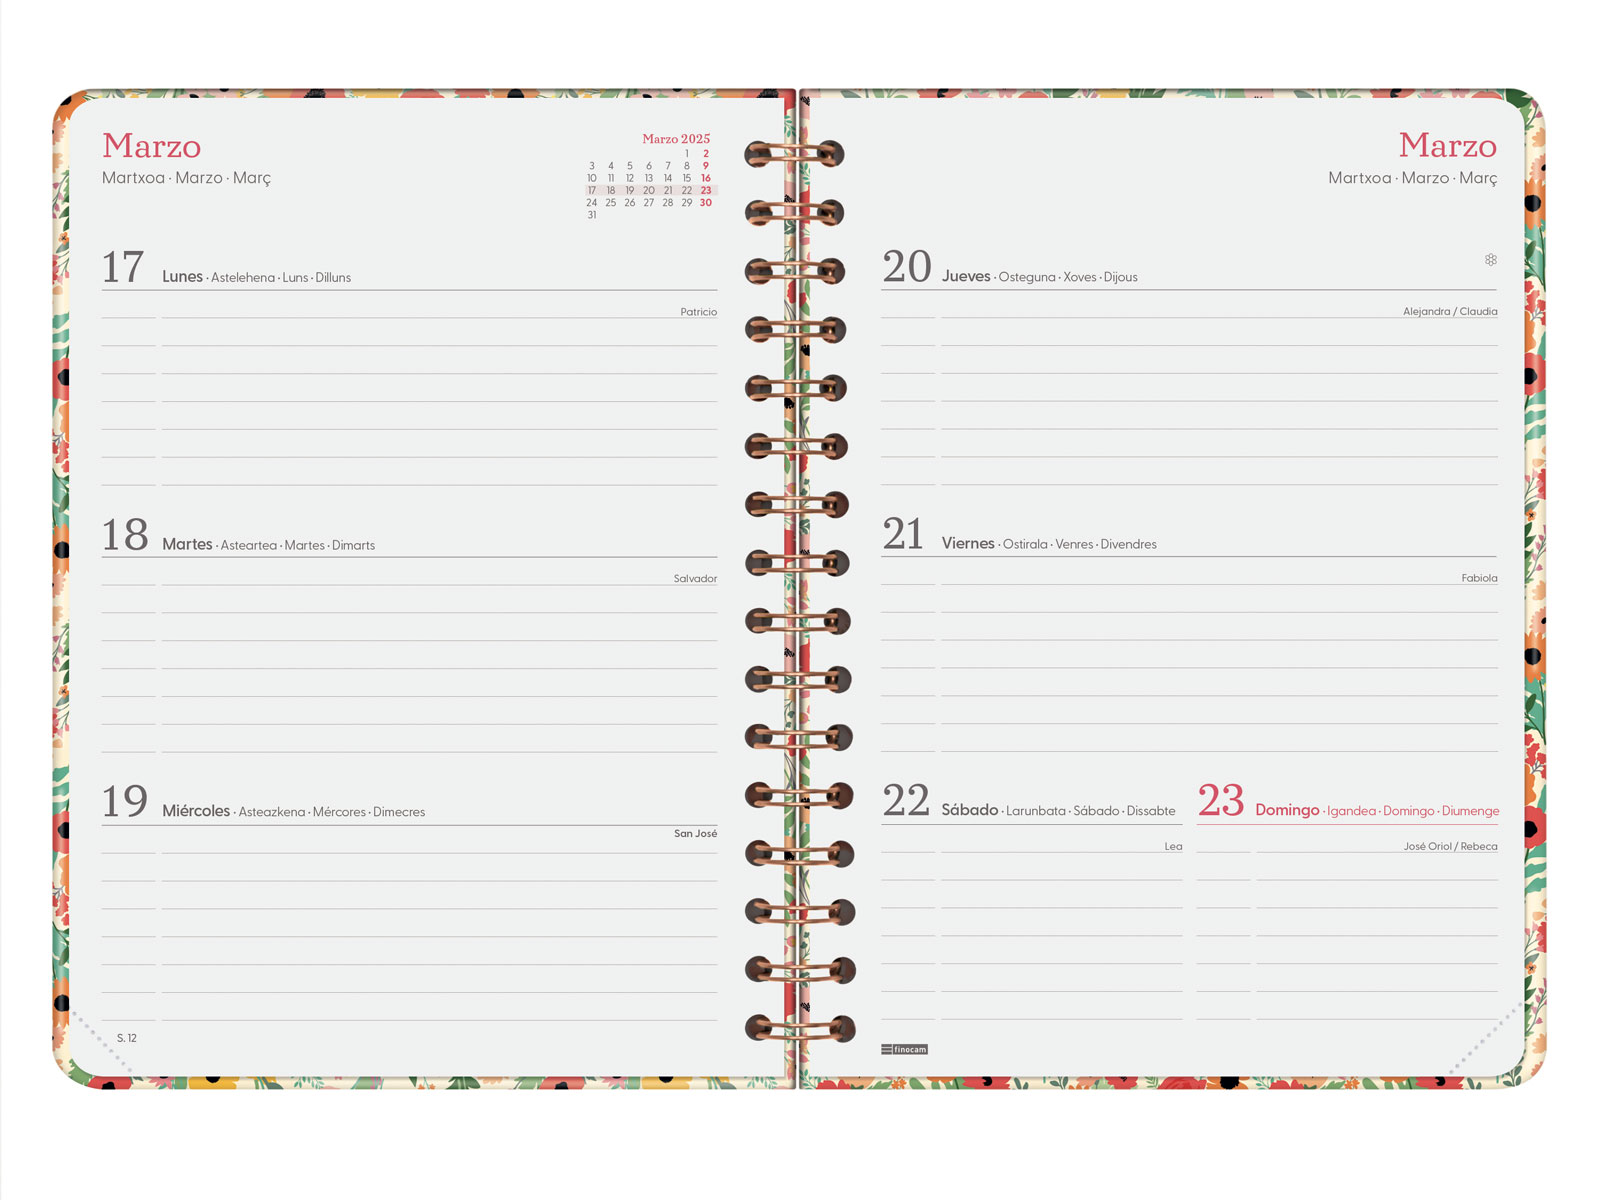 Marzo
Martxoa · Marzo · Març
Marzo 2025
1 2
3 4 5 6 7 8 9
10 11 12 13 14 15 16
17 18 19 20 21 22 23
24 25 26 27 28 29 30
31
17 Lunes · Astelehena · Luns · Dilluns
Patricio
18 Martes · Asteartea · Martes · Dimarts
Salvador
19 Miércoles · Asteazkena · Mércores · Dimecres
San José
S. 12
Marzo
Martxoa · Marzo · Març
20 Jueves · Osteguna · Xoves · Dijous
Alejandra / Claudia
21 Viernes · Ostirala · Venres · Divendres
Fabiola
22 Sábado · Larunbata · Sábado · Dissabte
Lea
23 Domingo · Igandea · Domingo · Diumenge
José Oriol / Rebeca
finocam